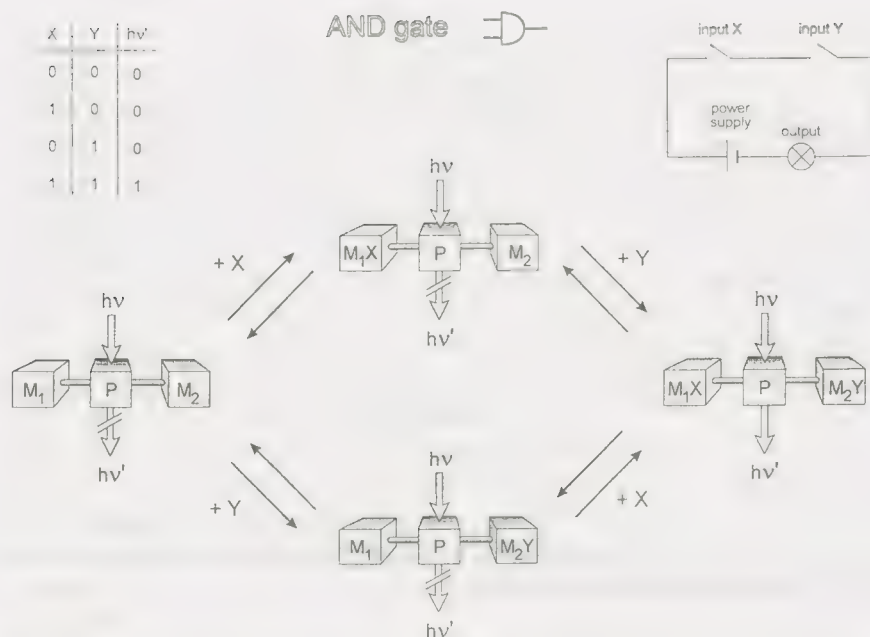 AND gate
X Y hν'
0 0 0
1 0 0
0 1 0
1 1 1
input X input Y
power
supply
output
hν
M₁X P M₂
hν'
+ X
+ Y
hν
M₁ P M₂
hν'
hν
M₁X P M₂Y
hν'
+ Y
+ X
hν
M₁ P M₂Y
hν'